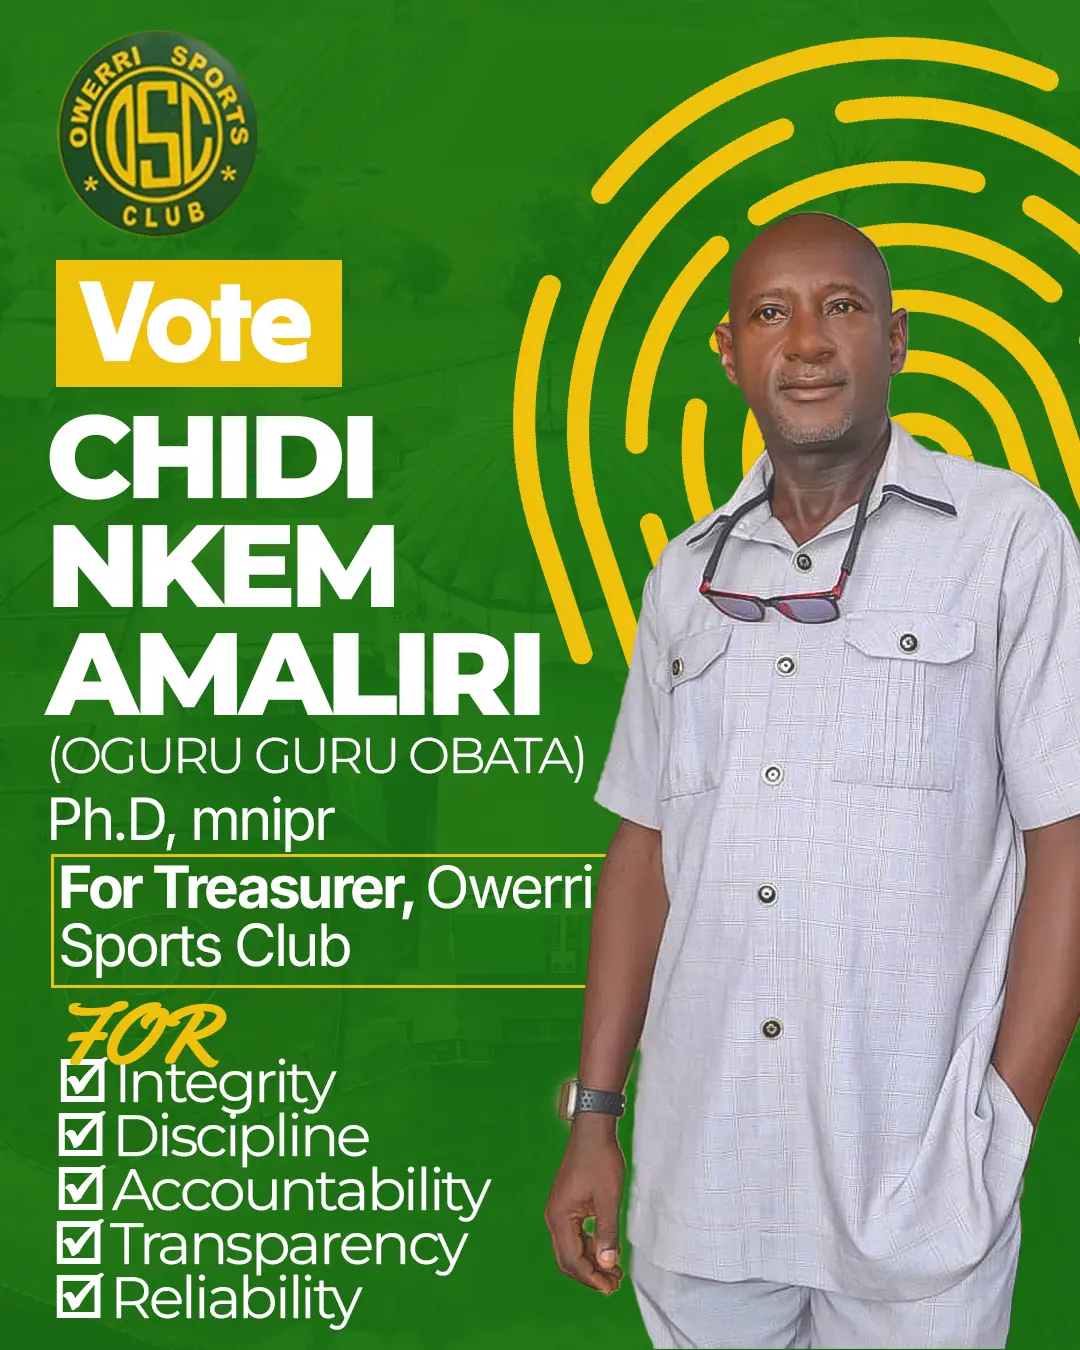 OWERRI SPORTS
OSC
CLUB
Vote
CHIDI
NKEM
AMALIRI
(OGURU GURU OBATA)
Ph.D, mnipr
For Treasurer, Owerri
Sports Club
FOR
Integrity
Discipline
Accountability
Transparency
Reliability